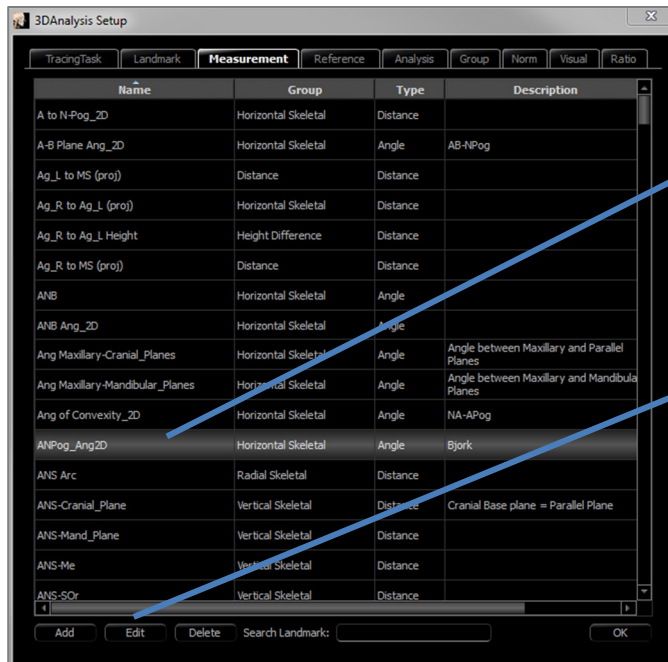 3DAnalysis Setup
TracingTask Landmark Measurement Reference Analysis Group Norm Visual Ratio
Name Group Type Description
A to N-Pog_2D Horizontal Skeletal Distance
A-B Plane Ang_2D Horizontal Skeletal Angle AB-NPog
Ag_L to MS (proj) Distance Distance
Ag_R to Ag_L (proj) Horizontal Skeletal Distance
Ag_R to Ag_L Height Height Difference Distance
Ag_R to MS (proj) Distance Distance
ANB Horizontal Skeletal Angle
ANB Ang_2D Horizontal Skeletal Angle
Ang Maxillary-Cranial_Planes Horizontal Skeletal Angle Angle between Maxillary and Parallel
Planes
Ang Maxillary-Mandibular_Planes Horizontal Skeletal Angle Angle between Maxillary and Mandibula
Planes
Ang of Convexity_2D Horizontal Skeletal Angle NA-APog
ANPog_Ang2D Horizontal Skeletal Angle Bjork
ANS Arc Radial Skeletal Distance
ANS-Cranial_Plane Vertical Skeletal Distance Cranial Base plane = Parallel Plane
ANS-Mand_Plane Vertical Skeletal Distance
ANS-Me Vertical Skeletal Distance
ANS-SOr Vertical Skeletal Distance
Add Edit Delete Search Landmark: OK